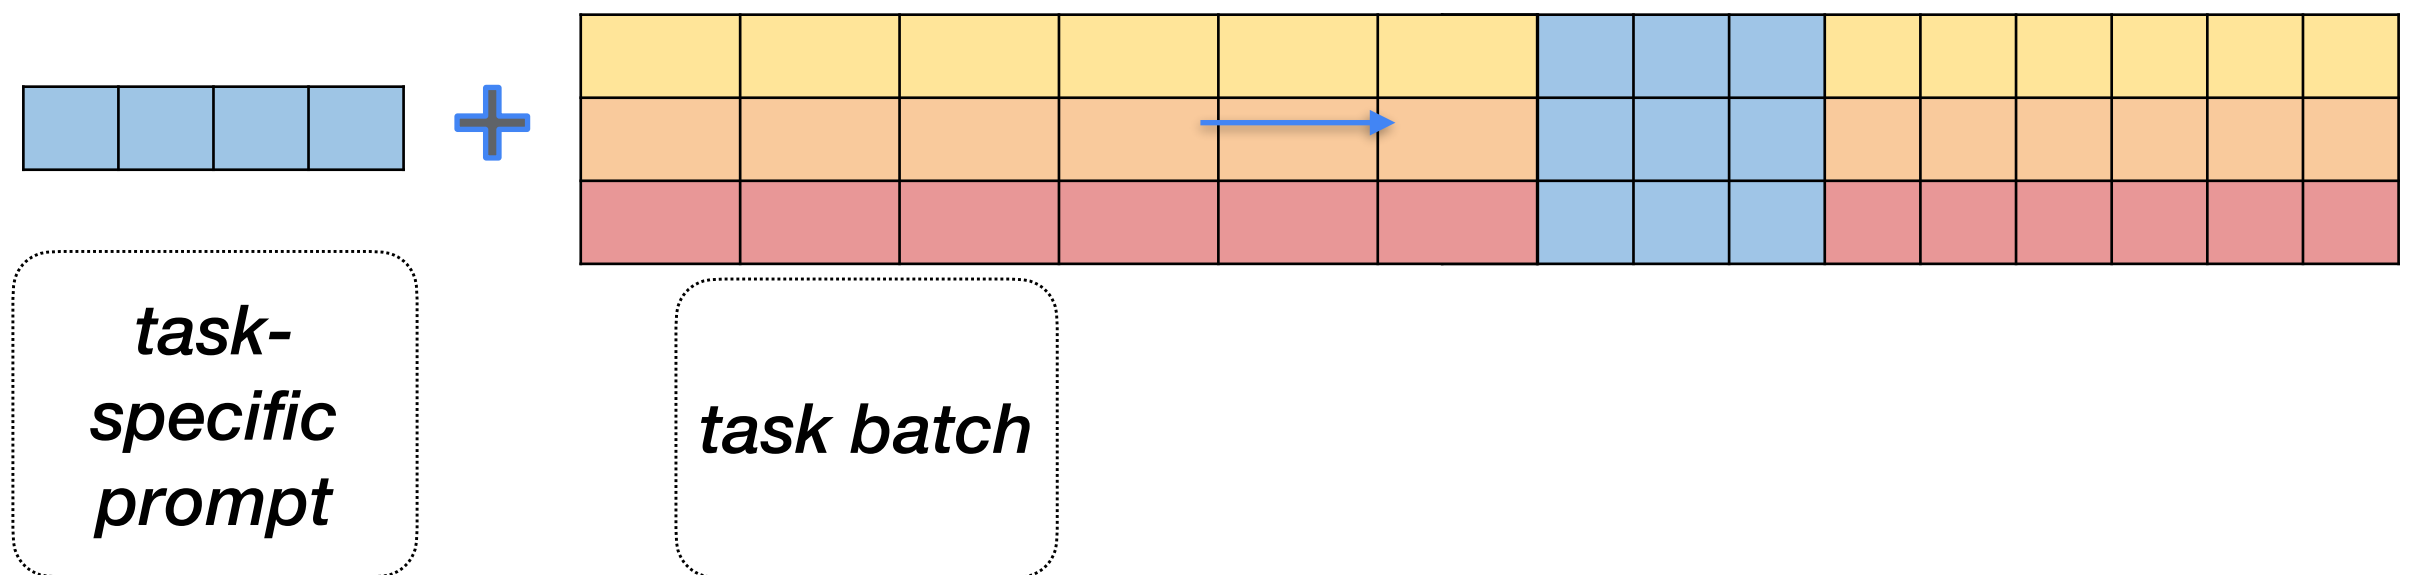 task-
specific
prompt
task batch